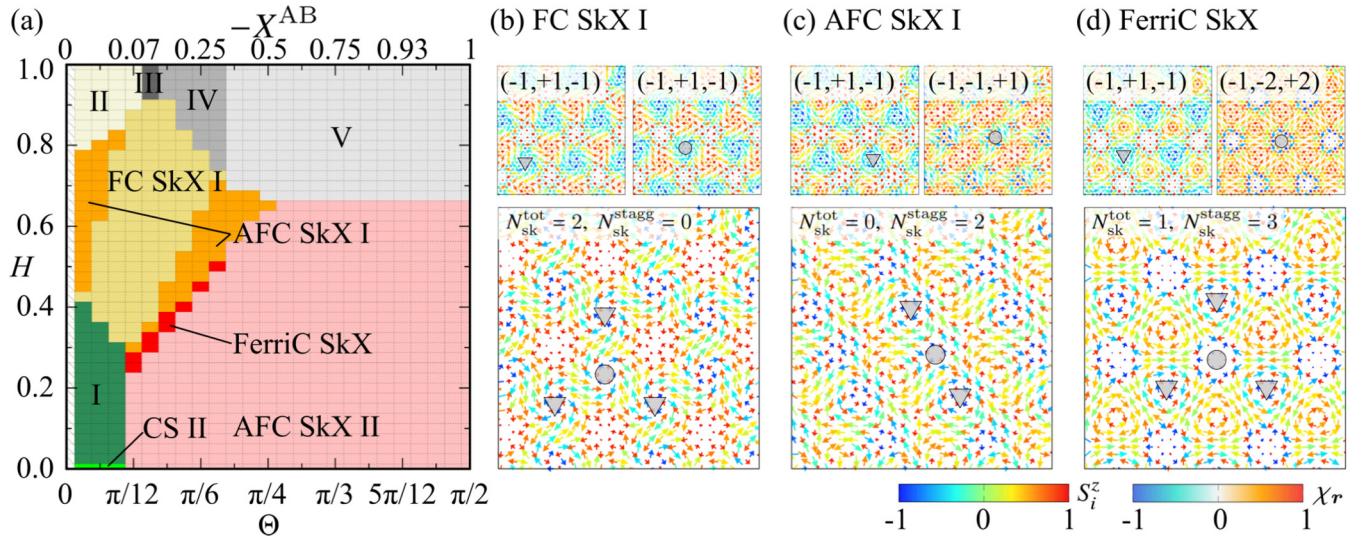 (a)
−X^AB
0 0.07 0.25 0.5 0.75 0.93 1
1.0
0.8
0.6
H
0.4
0.2
0.0
II
III
IV
V
FC SkX I
AFC SkX I
FerriC SkX
I
CS II
AFC SkX II
0 π/12 π/6 π/4 π/3 5π/12 π/2
Θ
(b) FC SkX I
(-1,+1,-1) (-1,+1,-1)
N_sk^tot = 2, N_sk^stagg = 0
(c) AFC SkX I
(-1,+1,-1) (-1,-1,+1)
N_sk^tot = 0, N_sk^stagg = 2
(d) FerriC SkX
(-1,+1,-1) (-1,-2,+2)
N_sk^tot = 1, N_sk^stagg = 3
S_i^z
-1 0 1
χ_r
-1 0 1